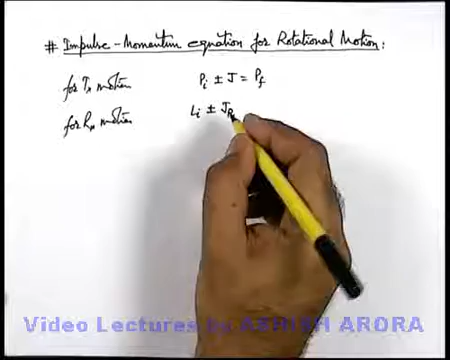 # Impulse-Momentum equation for Rotational Motion:
for Tn motion Pi ± J = Pf
for Rn motion Li ± JR
Video Lectures by ASHISH ARORA